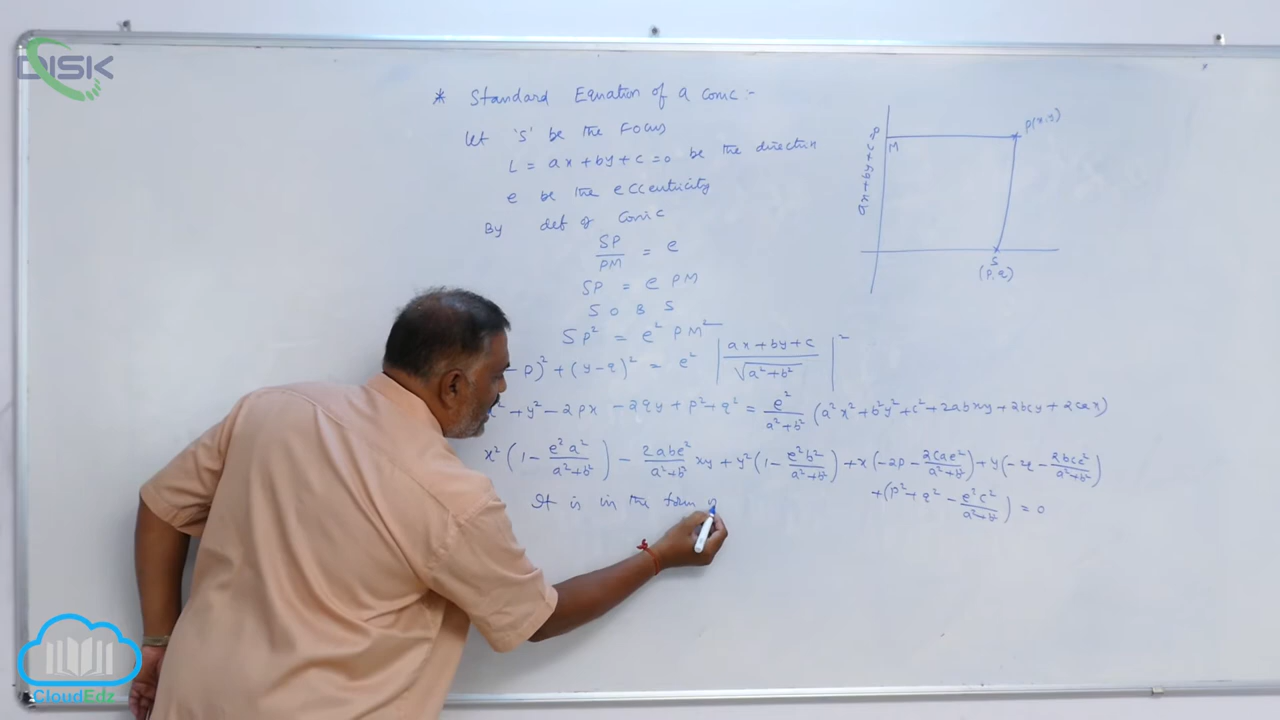 DISK
* Standard Equation of a Conic :-
Let 'S' be the Focus
L = ax + by + c = 0 be the directrix
e be the eccentricity
By def of Conic
SP/PM = e
SP = e PM
S O B S
SP² = e² PM²
- p)² + (y - q)² = e² | (ax + by + c)/√(a² + b²) |²
x² + y² - 2px - 2qy + p² + q² = e²/(a² + b²) (a²x² + b²y² + c² + 2abxy + 2bcy + 2cax)
x² (1 - e²a²/(a² + b²)) - 2abe²/(a² + b²) xy + y² (1 - e²b²/(a² + b²)) + x (-2p - 2cae²/(a² + b²)) + y (-2q - 2bce²/(a² + b²))
+ (p² + q² - e²c²/(a² + b²)) = 0
It is in the form
ax + by + c = 0
M
P(x, y)
S
(p, q)
CloudEdz